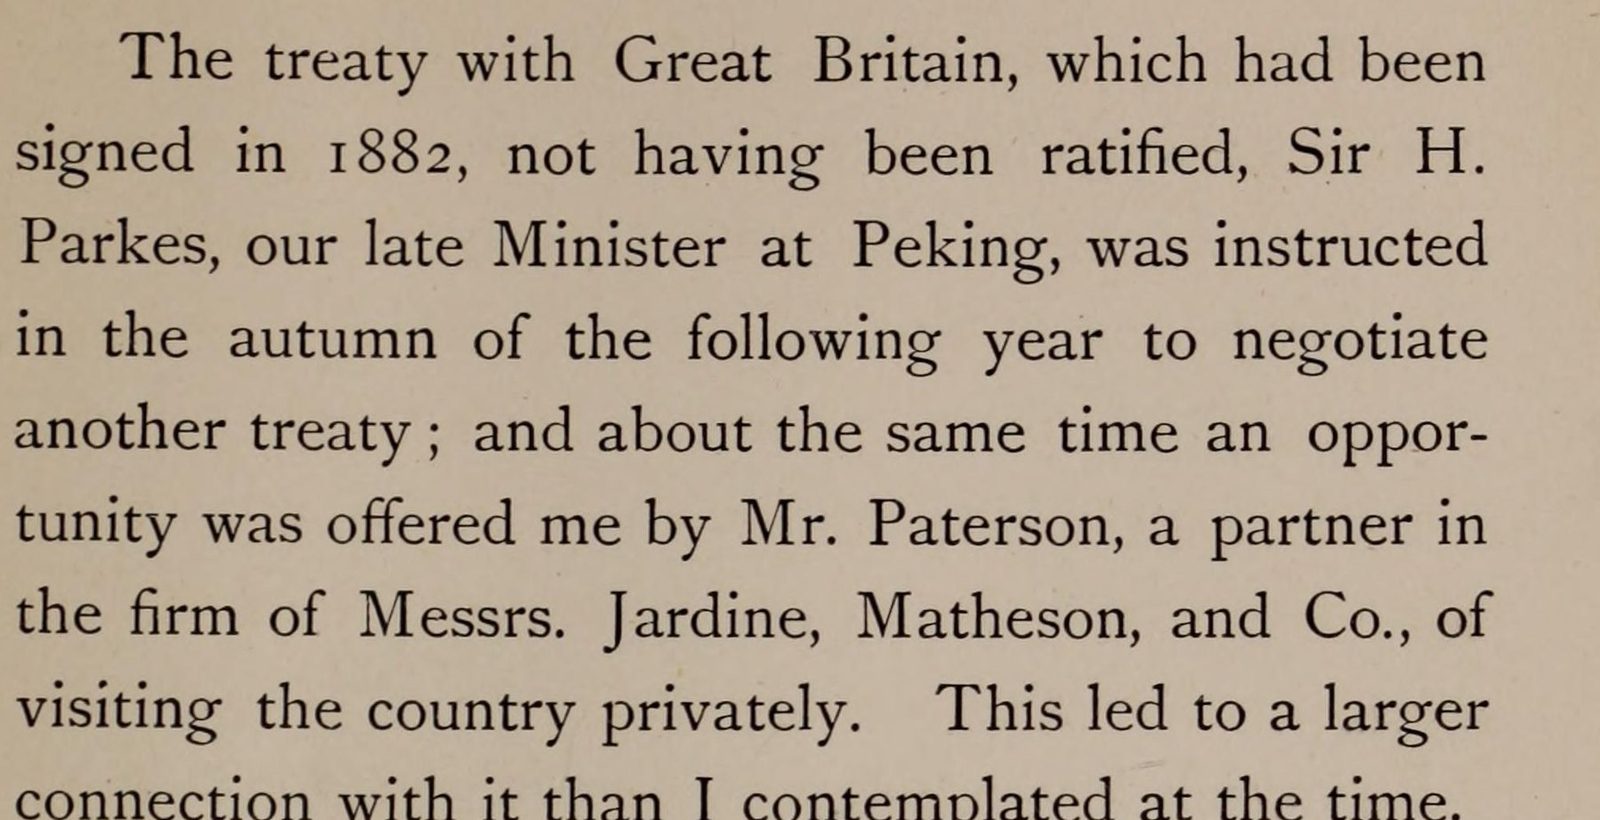 The treaty with Great Britain, which had been
signed in 1882, not having been ratified, Sir H.
Parkes, our late Minister at Peking, was instructed
in the autumn of the following year to negotiate
another treaty ; and about the same time an oppor-
tunity was offered me by Mr. Paterson, a partner in
the firm of Messrs. Jardine, Matheson, and Co., of
visiting the country privately. This led to a larger
connection with it than I contemplated at the time.